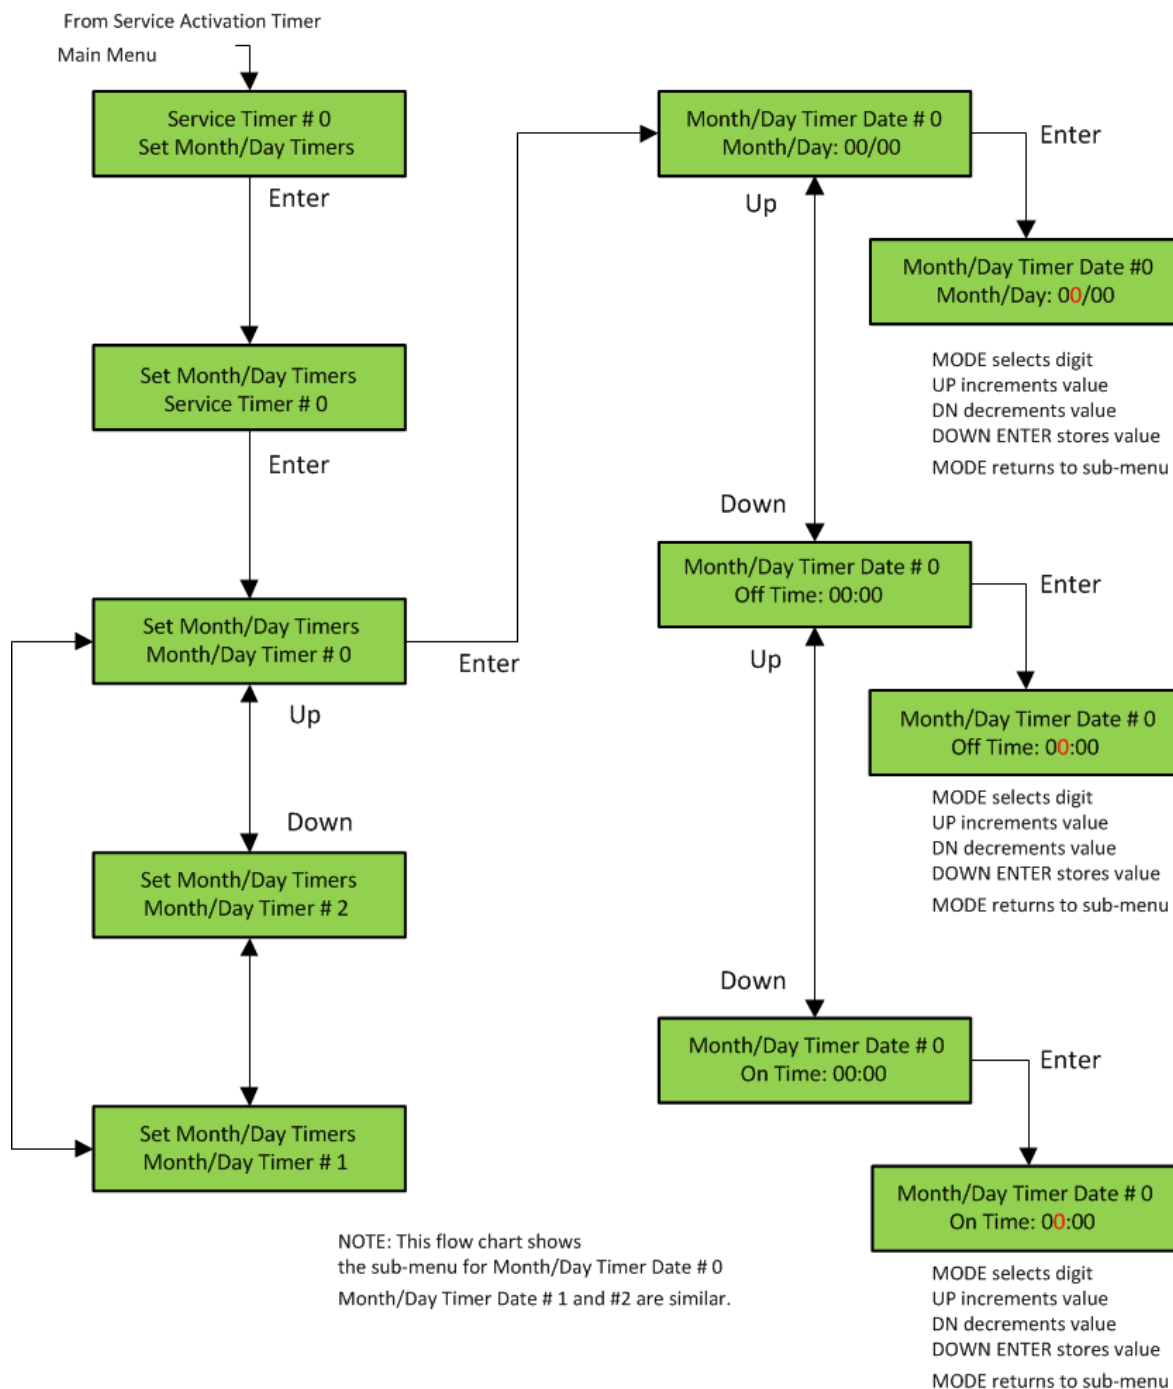 From Service Activation Timer
Main Menu
Service Timer # 0
Set Month/Day Timers
Enter
Set Month/Day Timers
Service Timer # 0
Enter
Set Month/Day Timers
Month/Day Timer # 0
Enter
Up
Down
Set Month/Day Timers
Month/Day Timer # 2
Set Month/Day Timers
Month/Day Timer # 1
Month/Day Timer Date # 0
Month/Day: 00/00
Enter
Up
Month/Day Timer Date #0
Month/Day: 00/00
MODE selects digit
UP increments value
DN decrements value
DOWN ENTER stores value
MODE returns to sub-menu
Down
Month/Day Timer Date # 0
Off Time: 00:00
Enter
Up
Month/Day Timer Date # 0
Off Time: 00:00
MODE selects digit
UP increments value
DN decrements value
DOWN ENTER stores value
MODE returns to sub-menu
Down
Month/Day Timer Date # 0
On Time: 00:00
Enter
Month/Day Timer Date # 0
On Time: 00:00
MODE selects digit
UP increments value
DN decrements value
DOWN ENTER stores value
MODE returns to sub-menu
NOTE: This flow chart shows
the sub-menu for Month/Day Timer Date # 0
Month/Day Timer Date # 1 and #2 are similar.